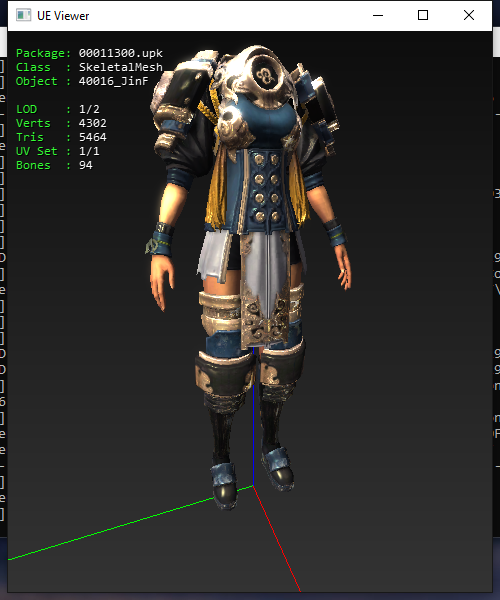 UE Viewer
Package: 00011300.upk
Class : SkeletalMesh
Object : 40016_JinF
LOD : 1/2
Verts : 4302
Tris : 5464
UV Set : 1/1
Bones : 94